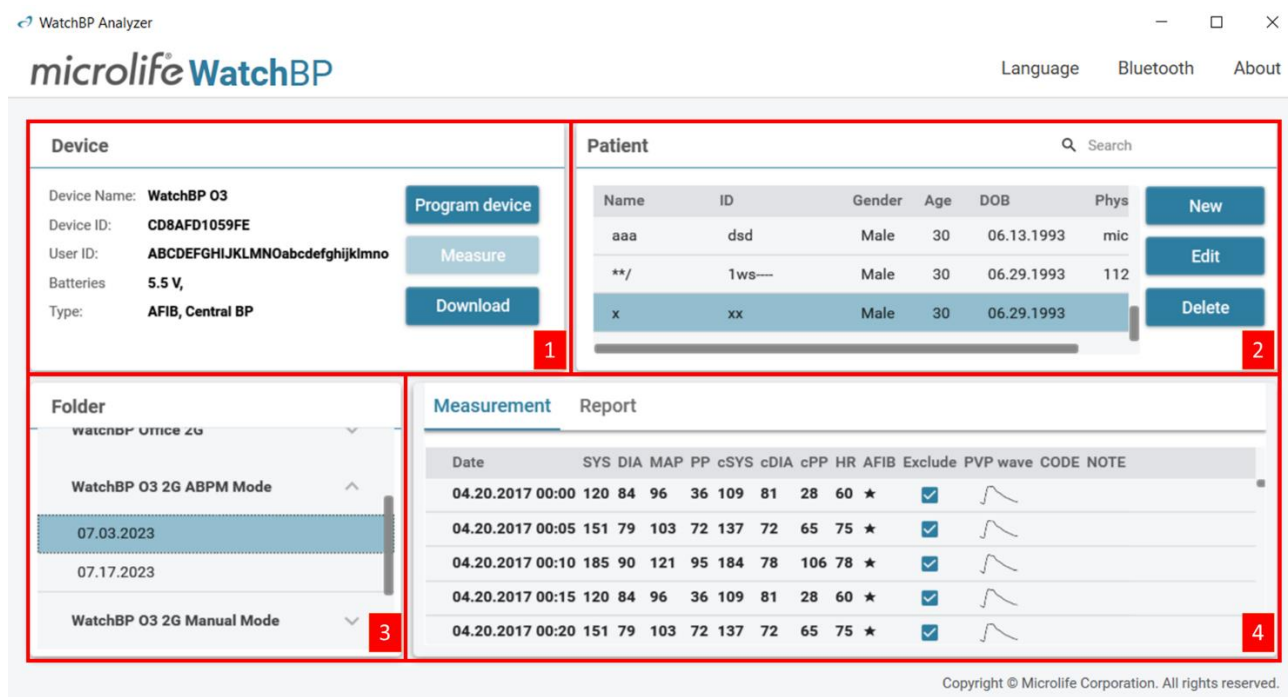 WatchBP Analyzer
microlife WatchBP
Language Bluetooth About
Device
Device Name: WatchBP O3
Device ID: CD8AFD1059FE
User ID: ABCDEFGHIJKLMNOabcdefghijklmno
Batteries 5.5 V,
Type: AFIB, Central BP
Program device
Measure
Download
1
Patient
Search
Name ID Gender Age DOB Phys
aaa dsd Male 30 06.13.1993 mic
**/ 1ws---- Male 30 06.29.1993 112
x xx Male 30 06.29.1993
New
Edit
Delete
2
Folder
WatchBP Office 2G
WatchBP O3 2G ABPM Mode
07.03.2023
07.17.2023
WatchBP O3 2G Manual Mode
3
Measurement Report
Date SYS DIA MAP PP cSYS cDIA cPP HR AFIB Exclude PVP wave CODE NOTE
04.20.2017 00:00 120 84 96 36 109 81 28 60 ★
04.20.2017 00:05 151 79 103 72 137 72 65 75 ★
04.20.2017 00:10 185 90 121 95 184 78 106 78 ★
04.20.2017 00:15 120 84 96 36 109 81 28 60 ★
04.20.2017 00:20 151 79 103 72 137 72 65 75 ★
4
Copyright © Microlife Corporation. All rights reserved.